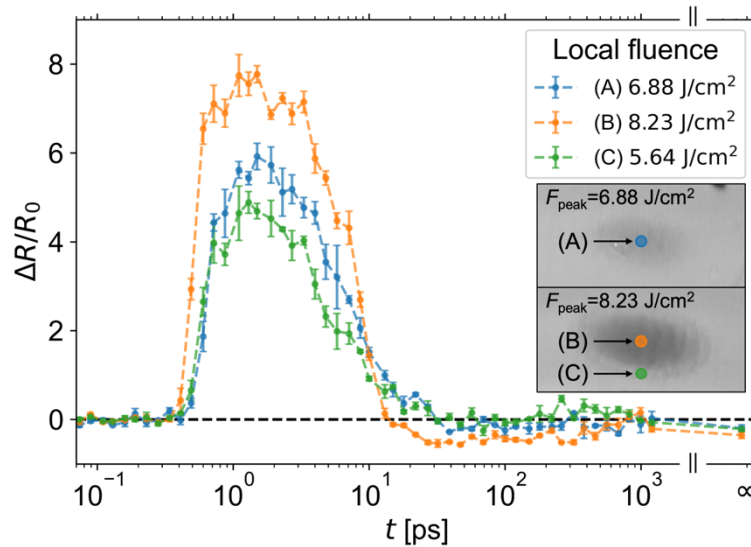 Local fluence
(A) 6.88 J/cm²
(B) 8.23 J/cm²
(C) 5.64 J/cm²
F_peak=6.88 J/cm²
(A)
F_peak=8.23 J/cm²
(B)
(C)
ΔR/R₀
8
6
4
2
0
10⁻¹ 10⁰ 10¹ 10² 10³ ∞
t [ps]